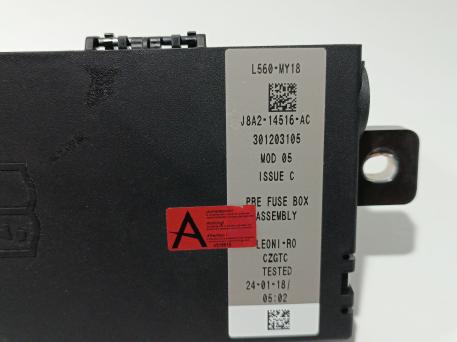 L560-MY18
J8A2-14516-AC
301203105
MOD 05
ISSUE C
PRE FUSE BOX
ASSEMBLY
A
LEONI-RO
CZGTC
TESTED
24-01-18/
05:02